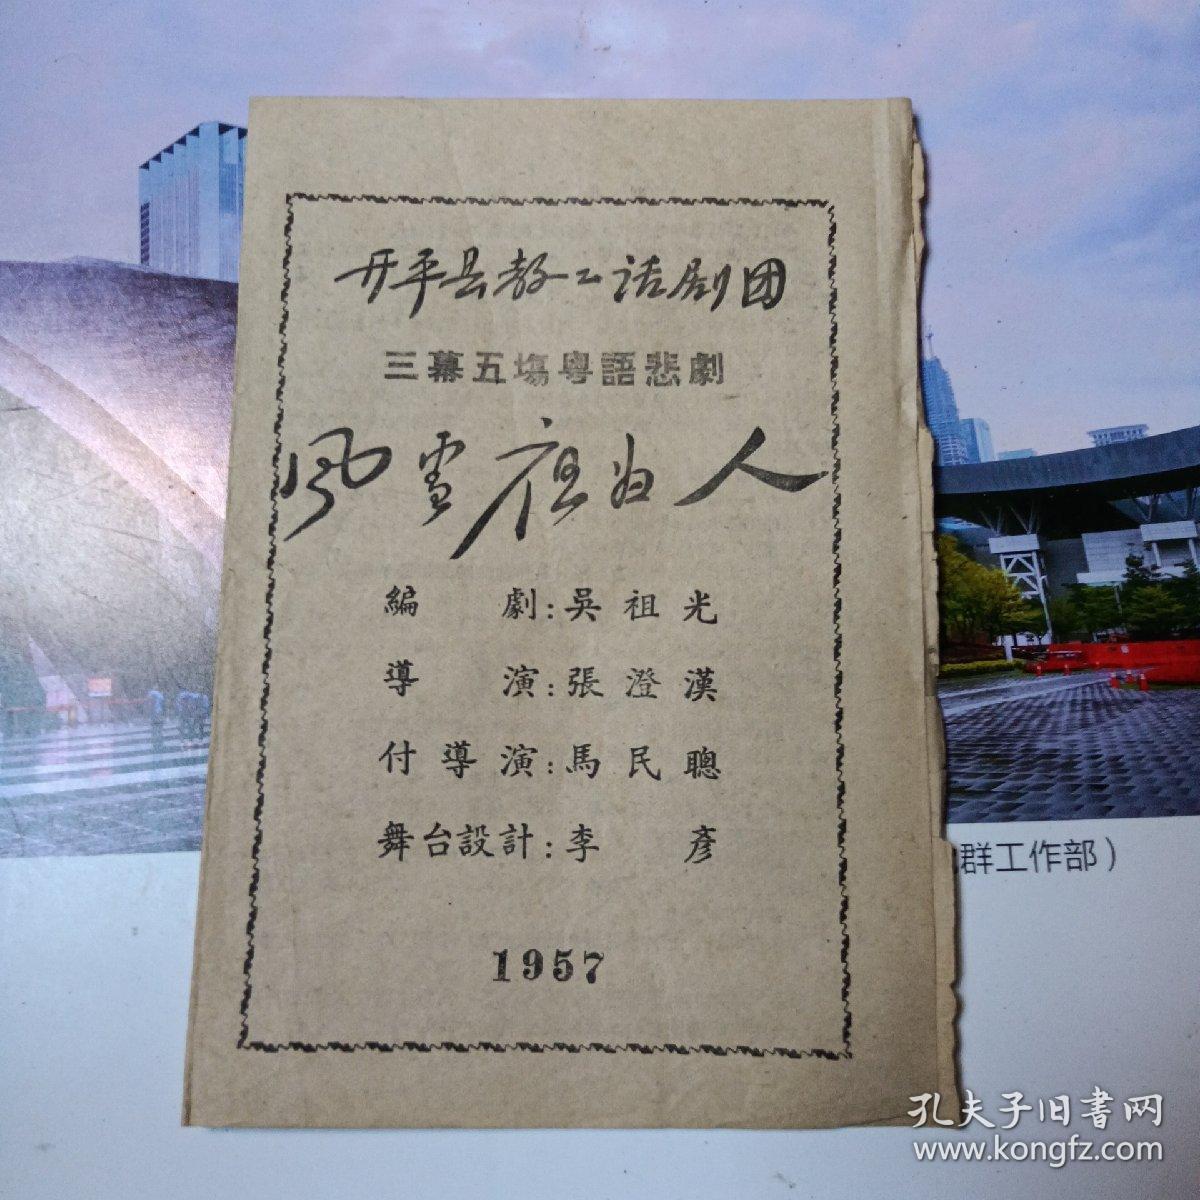 开平县教工话剧团
三幕五場粵語悲劇
风雪夜归人
編劇:吳祖光
導演:張澄漢
付導演:馬民聰
舞台設計:李彥
1957
群工作部)
孔夫子旧书网
www.kongfz.com